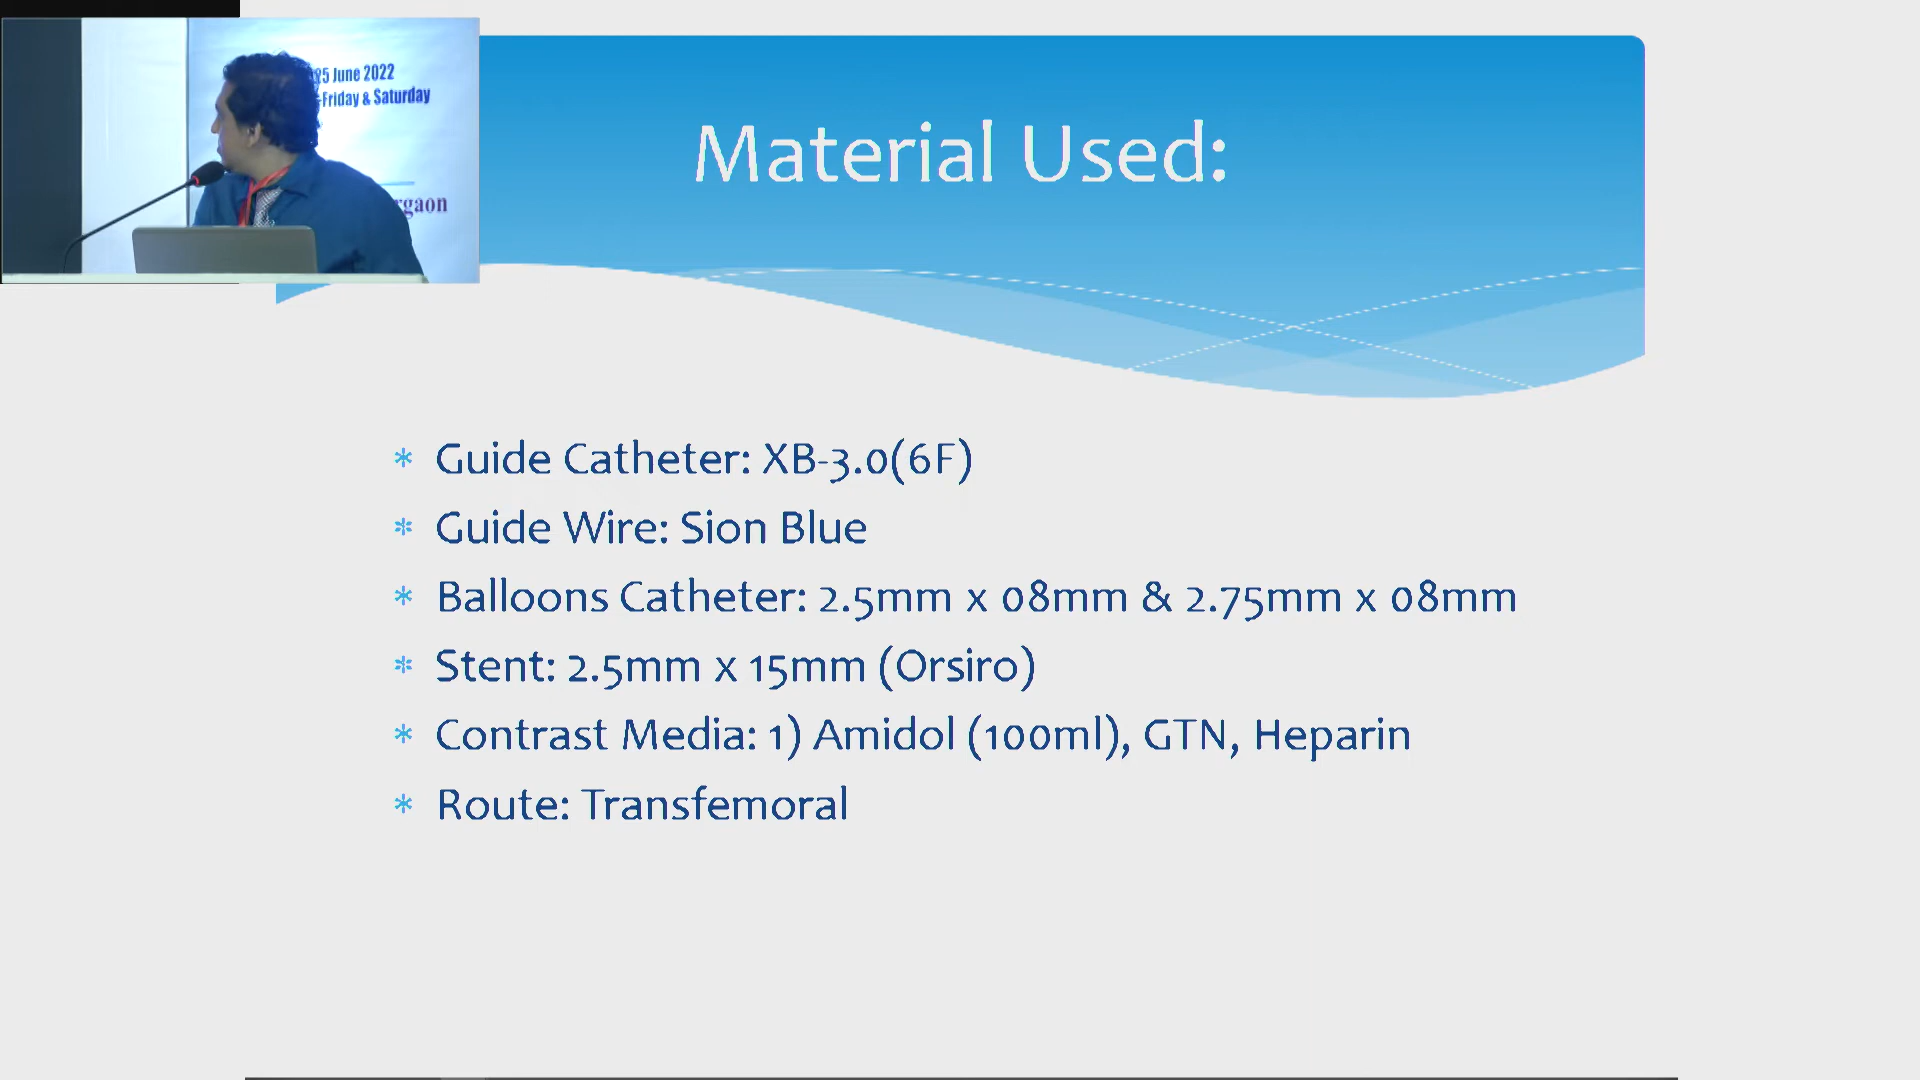 25 June 2022
Friday & Saturday
Material Used:
* Guide Catheter: XB-3.0(6F)
* Guide Wire: Sion Blue
* Balloons Catheter: 2.5mm x 08mm & 2.75mm x 08mm
* Stent: 2.5mm x 15mm (Orsiro)
* Contrast Media: 1) Amidol (100ml), GTN, Heparin
* Route: Transfemoral